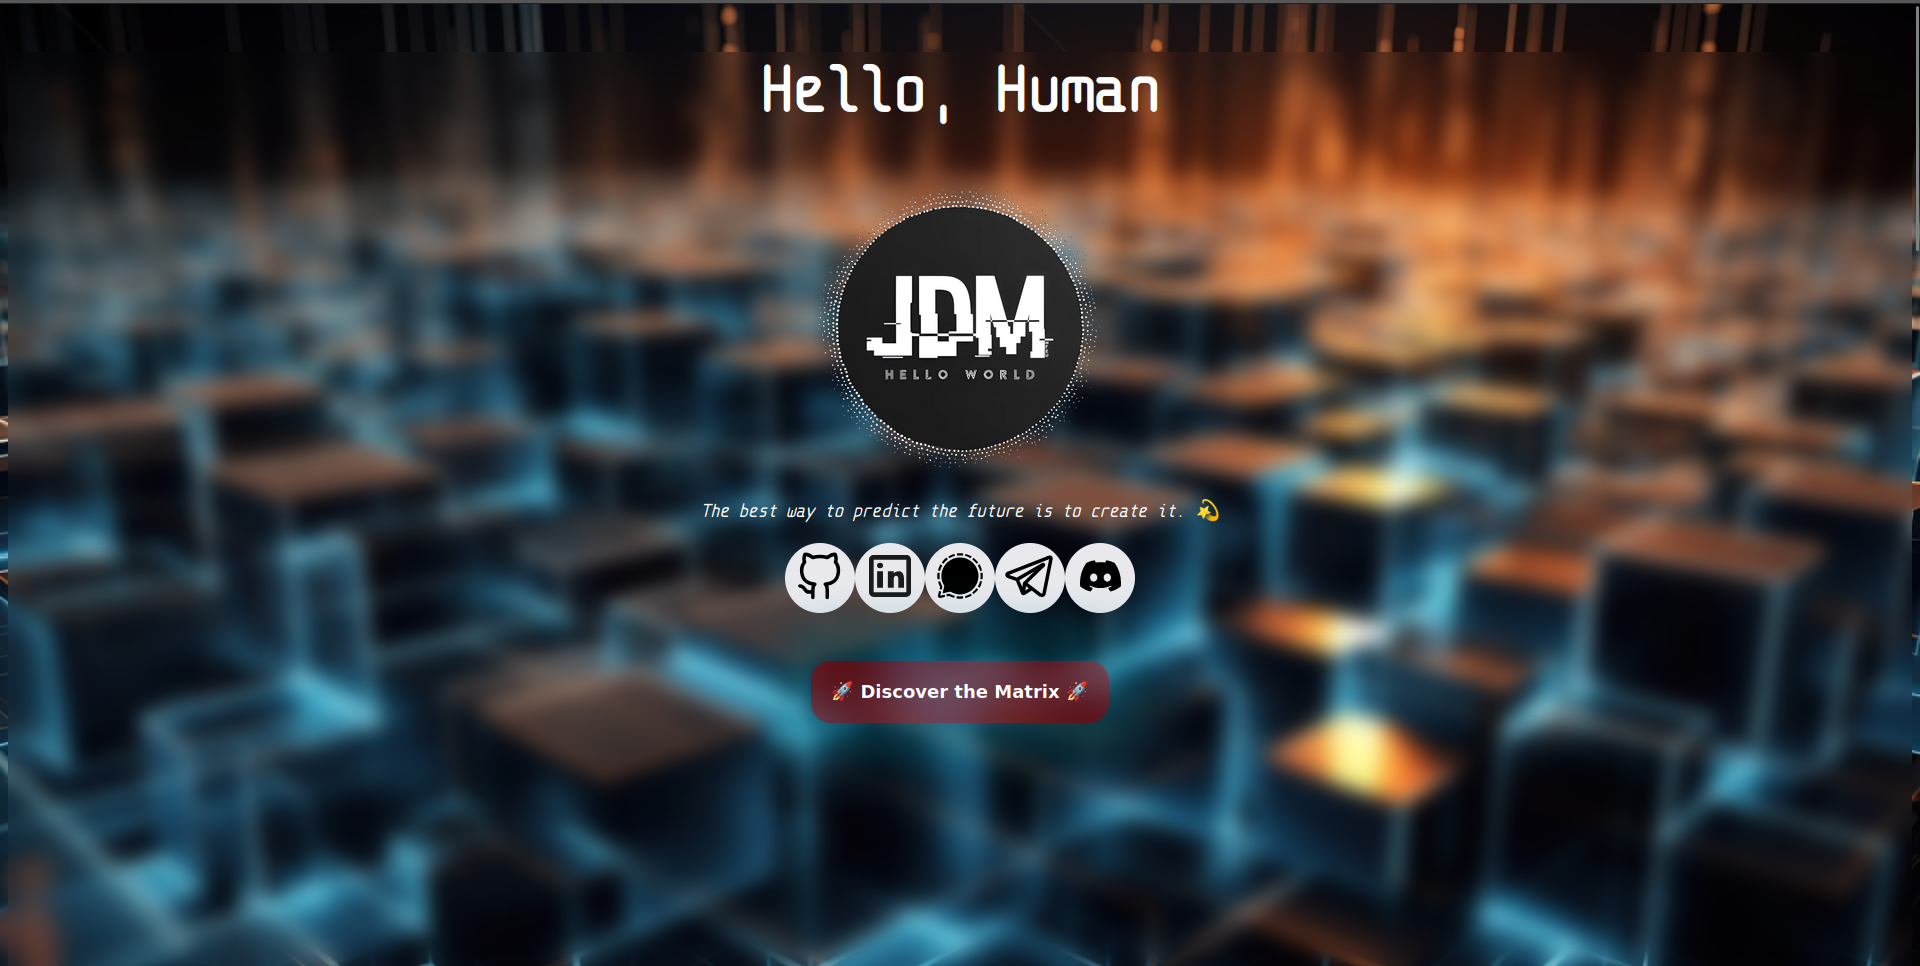 Hello, Human
JDM
HELLO WORLD
The best way to predict the future is to create it. 💫
in
🚀 Discover the Matrix 🚀